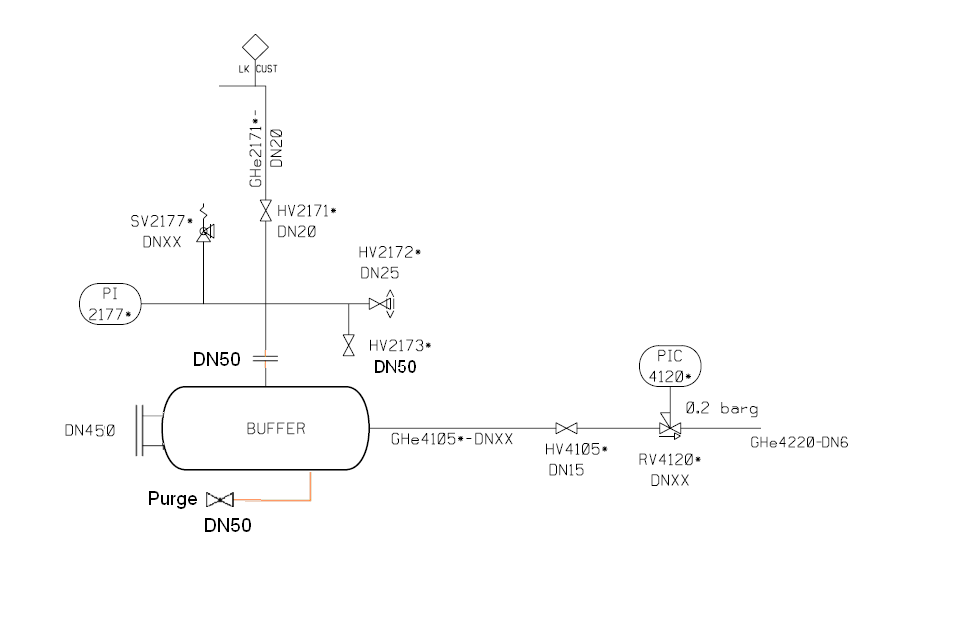 LK CUST
GHe2171*-
DN20
SV2177*
DNXX
HV2171*
DN20
HV2172*
DN25
PI
2177*
HV2173*
DN50
DN50
PIC
4120*
0.2 barg
DN450
BUFFER
GHe4105*-DNXX
GHe4220-DN6
HV4105*
DN15
RV4120*
DNXX
Purge
DN50